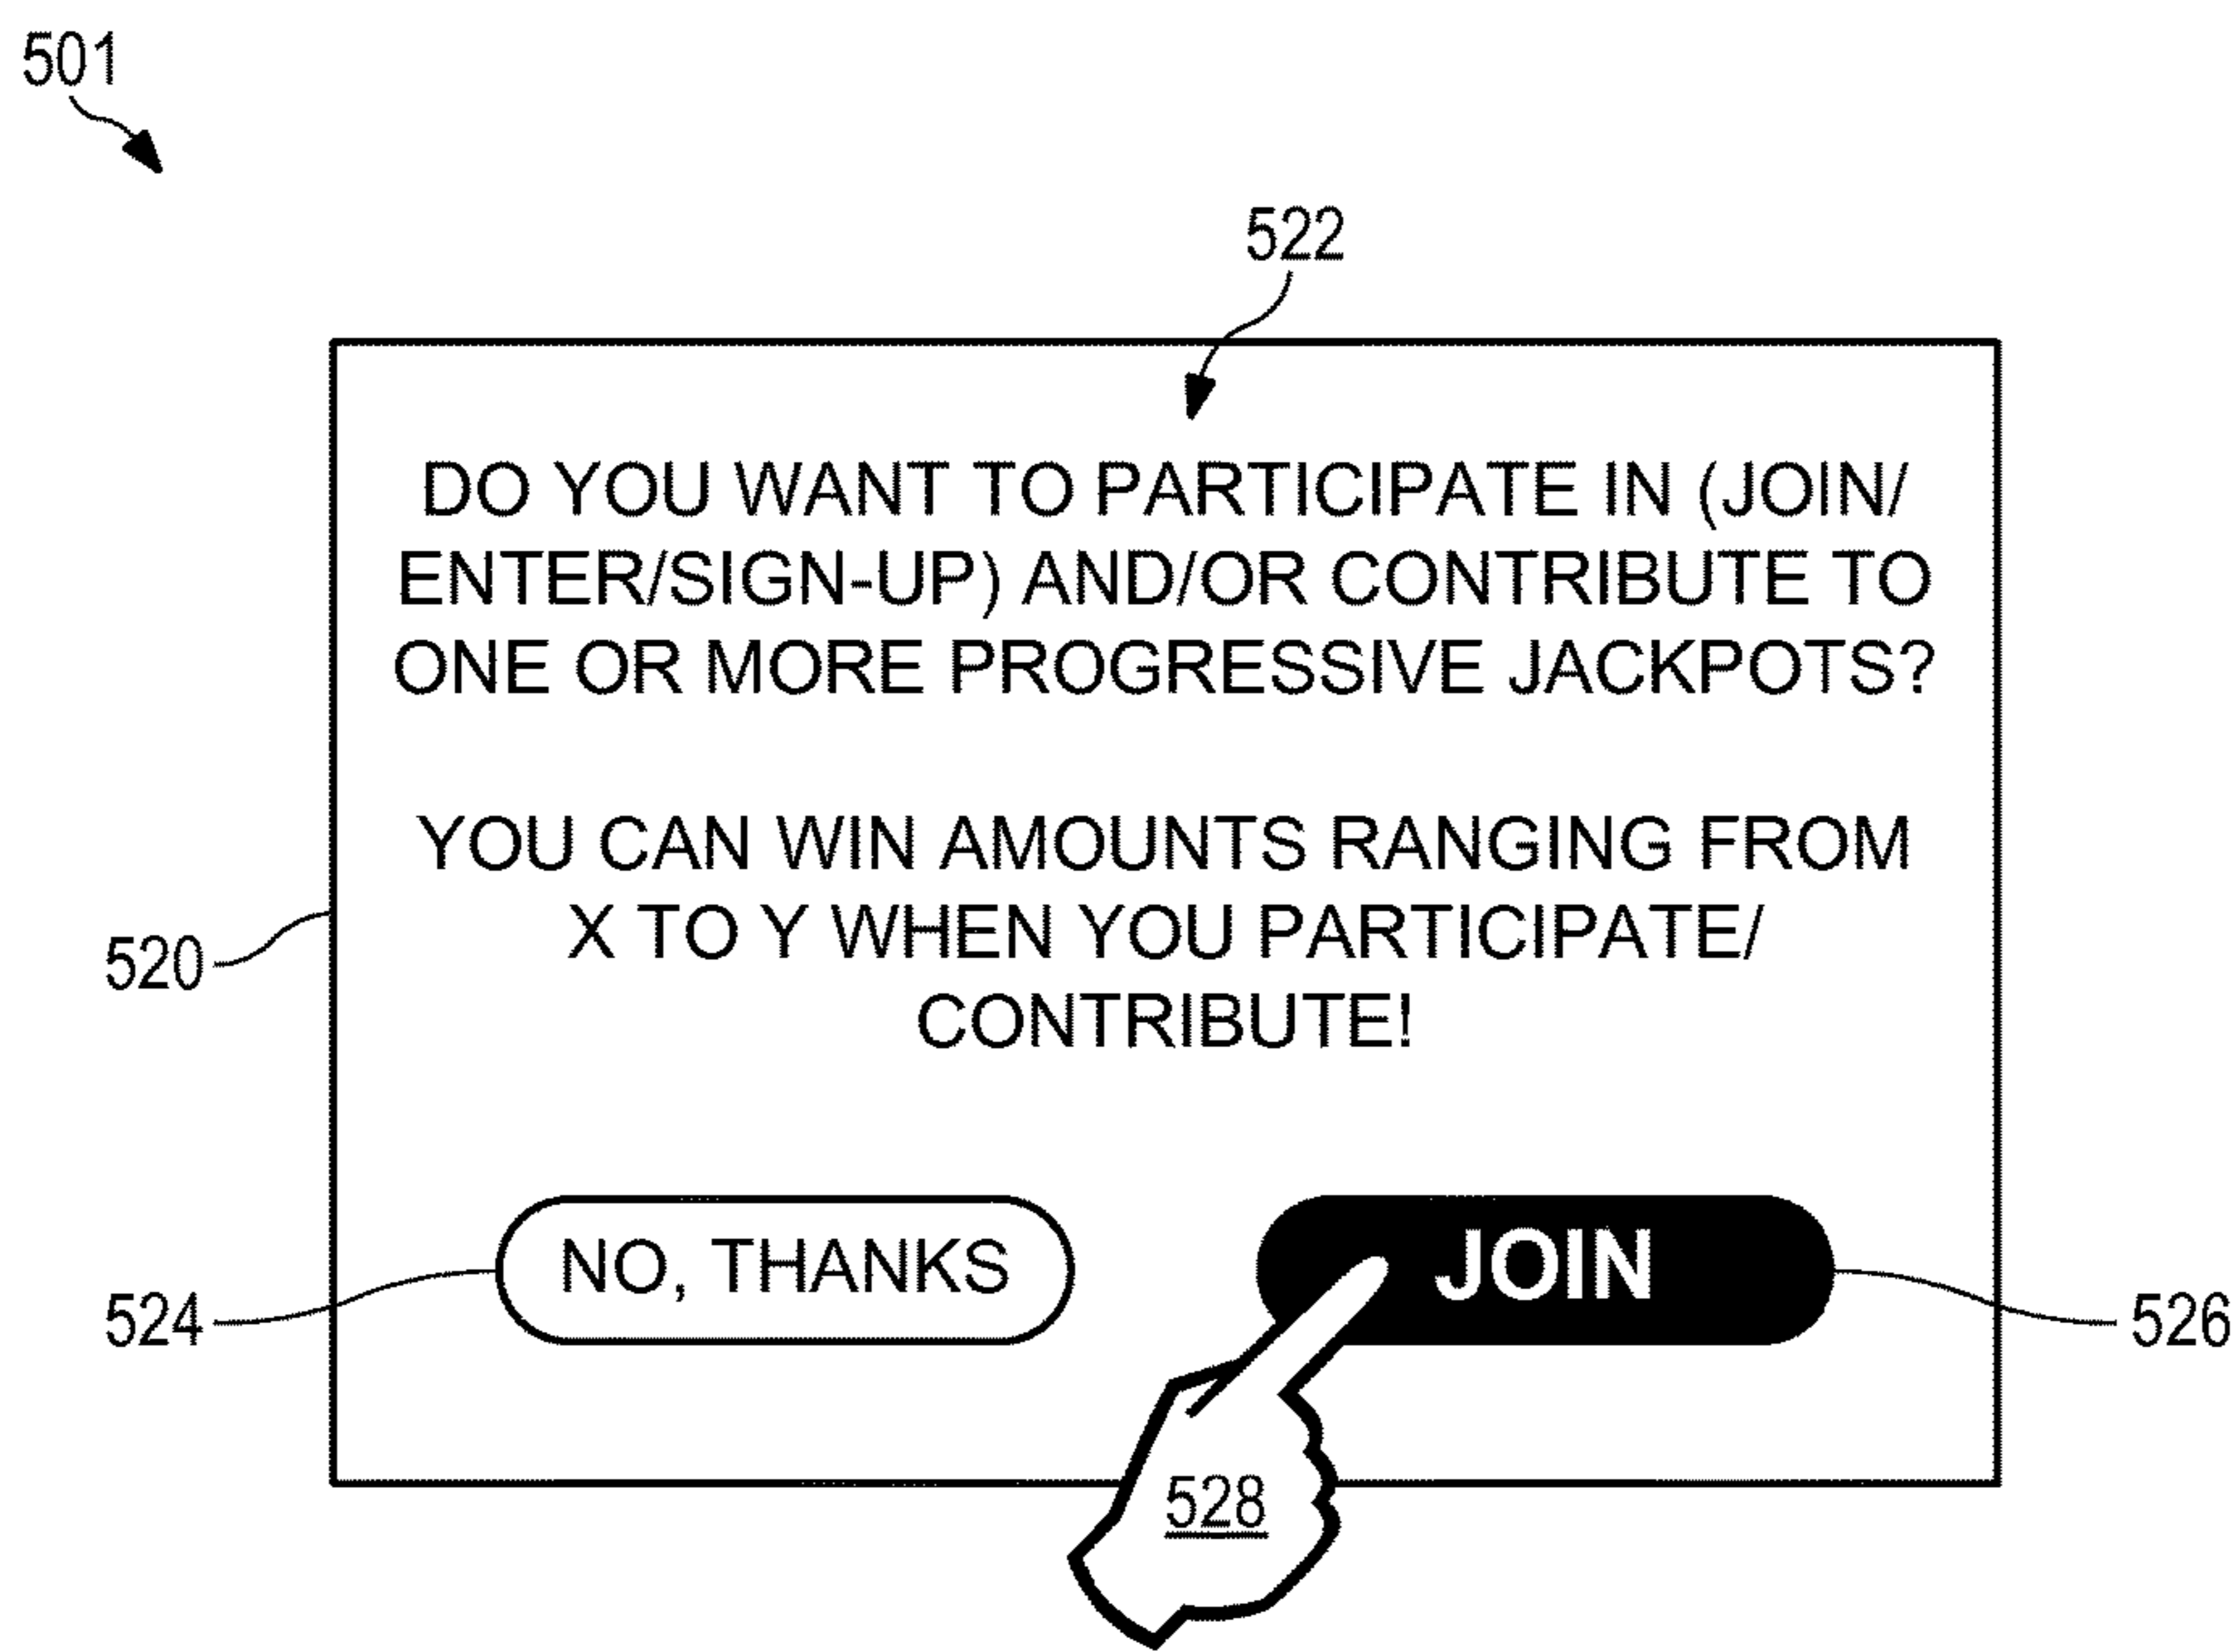 501
522
DO YOU WANT TO PARTICIPATE IN (JOIN/
ENTER/SIGN-UP) AND/OR CONTRIBUTE TO
ONE OR MORE PROGRESSIVE JACKPOTS?
YOU CAN WIN AMOUNTS RANGING FROM
X TO Y WHEN YOU PARTICIPATE/
CONTRIBUTE!
520
NO, THANKS
JOIN
524
526
528